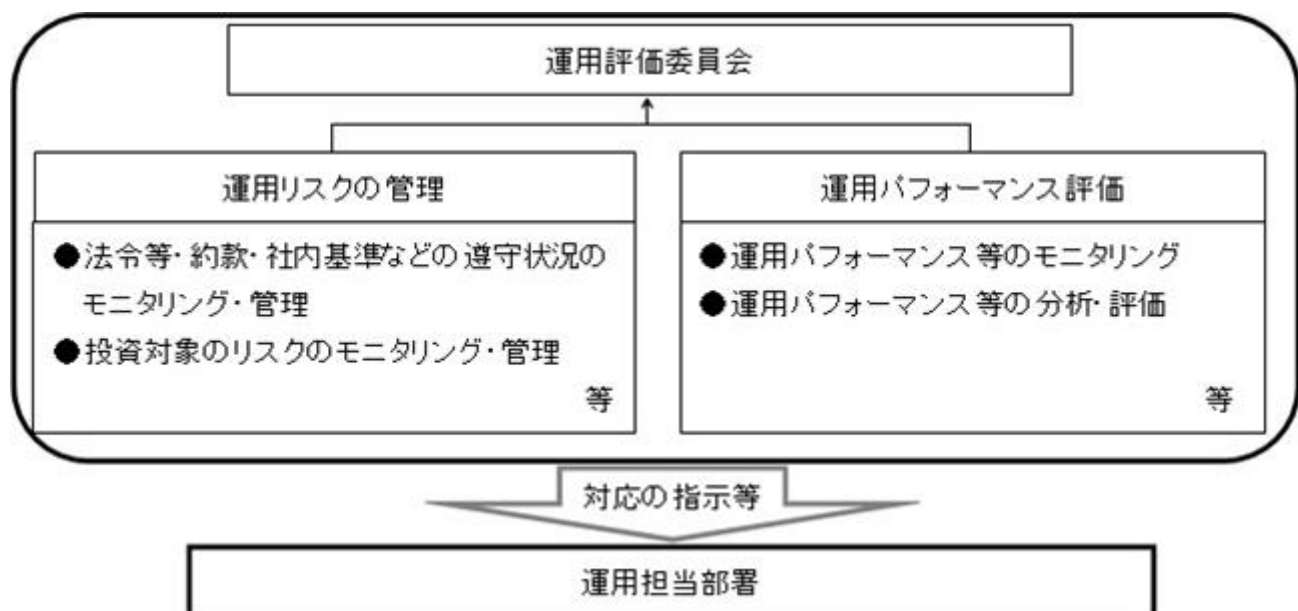 運用評価委員会
運用リスクの管理
●法令等・約款・社内基準などの遵守状況の
モニタリング・管理
●投資対象のリスクのモニタリング・管理
等
運用パフォーマンス評価
●運用パフォーマンス等のモニタリング
●運用パフォーマンス等の分析・評価
等
対応の指示等
運用担当部署